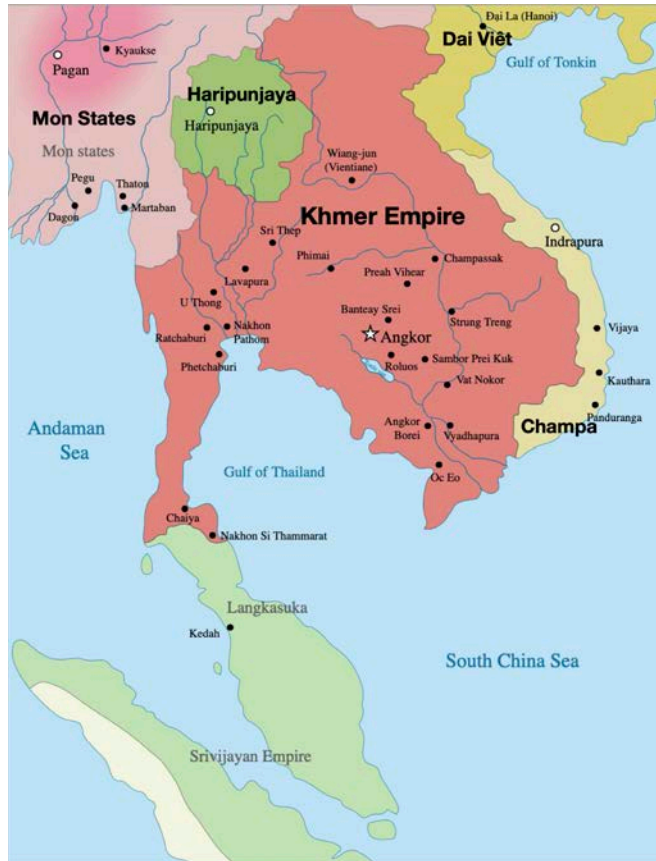 Đại La (Hanoi)
Dai Viêt
Gulf of Tonkin
Kyaukse
Pagan
Haripunjaya
Haripunjaya
Mon States
Mon states
Wiang-jun
(Vientiane)
Pegu
Thaton
Dagon
Martaban
Khmer Empire
Sri Thep
Indrapura
Phimai
Champassak
Lavapura
Preah Vihear
U Thong
Banteay Srei
Strung Treng
Ratchaburi
Nakhon
Pathom
Angkor
Vijaya
Phetchaburi
Roluos
Sambor Prei Kuk
Vat Nokor
Kauthara
Panduranga
Andaman
Sea
Angkor
Borei
Vyadhapura
Champa
Gulf of Thailand
Oc Eo
Chaiya
Nakhon Si Thammarat
Langkasuka
Kedah
South China Sea
Srivijayan Empire